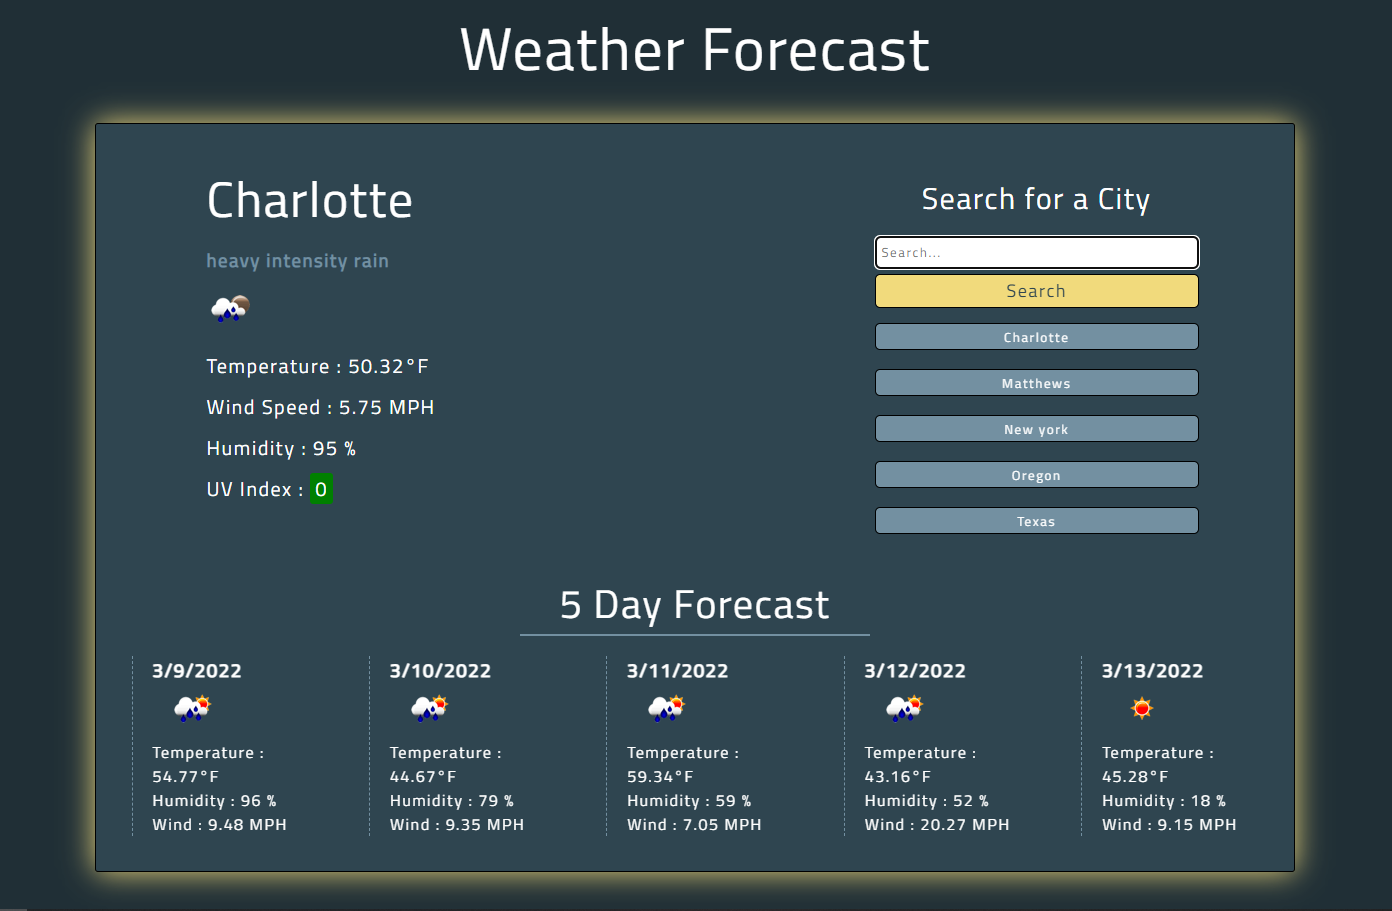 Weather Forecast
Charlotte
heavy intensity rain
Temperature : 50.32°F
Wind Speed : 5.75 MPH
Humidity : 95 %
UV Index : 0
Search for a City
Search...
Search
Charlotte
Matthews
New york
Oregon
Texas
5 Day Forecast
3/9/2022
Temperature :
54.77°F
Humidity : 96 %
Wind : 9.48 MPH
3/10/2022
Temperature :
44.67°F
Humidity : 79 %
Wind : 9.35 MPH
3/11/2022
Temperature :
59.34°F
Humidity : 59 %
Wind : 7.05 MPH
3/12/2022
Temperature :
43.16°F
Humidity : 52 %
Wind : 20.27 MPH
3/13/2022
Temperature :
45.28°F
Humidity : 18 %
Wind : 9.15 MPH